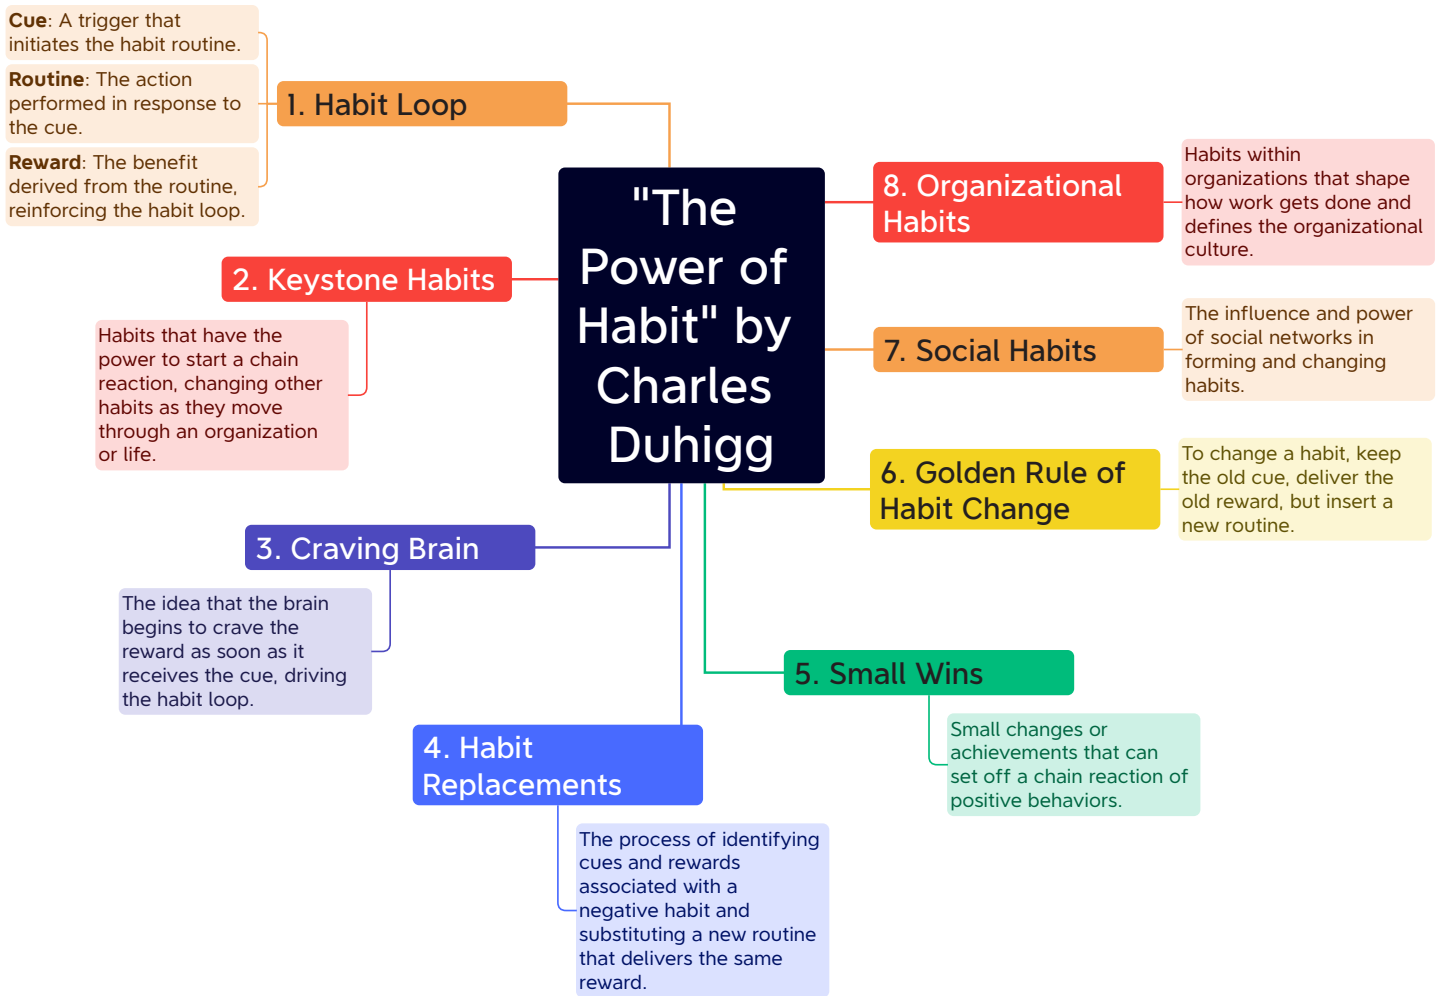 "The
Power of
Habit" by
Charles
Duhigg
1. Habit Loop
Cue: A trigger that
initiates the habit routine.
Routine: The action
performed in response to
the cue.
Reward: The benefit
derived from the routine,
reinforcing the habit loop.
2. Keystone Habits
Habits that have the
power to start a chain
reaction, changing other
habits as they move
through an organization
or life.
3. Craving Brain
The idea that the brain
begins to crave the
reward as soon as it
receives the cue, driving
the habit loop.
4. Habit
Replacements
The process of identifying
cues and rewards
associated with a
negative habit and
substituting a new routine
that delivers the same
reward.
5. Small Wins
Small changes or
achievements that can
set off a chain reaction of
positive behaviors.
6. Golden Rule of
Habit Change
To change a habit, keep
the old cue, deliver the
old reward, but insert a
new routine.
7. Social Habits
The influence and power
of social networks in
forming and changing
habits.
8. Organizational
Habits
Habits within
organizations that shape
how work gets done and
defines the organizational
culture.